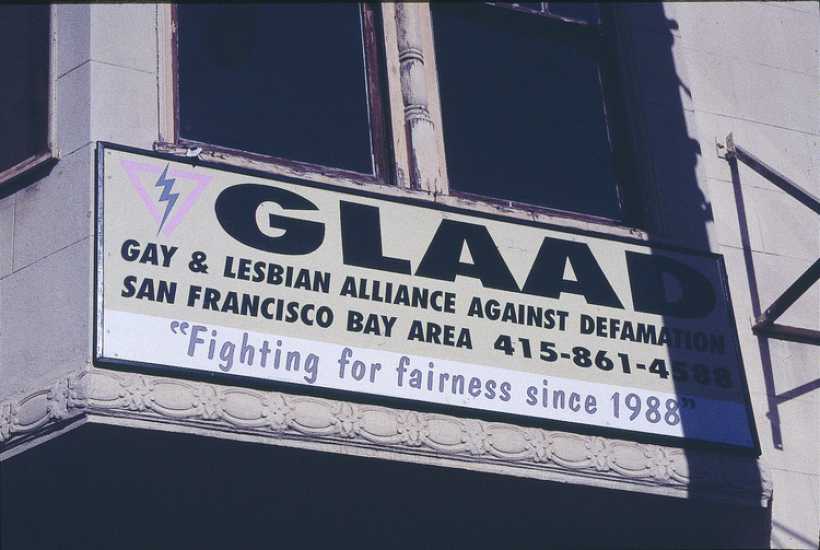 GLAAD
GAY & LESBIAN ALLIANCE AGAINST DEFAMATION
SAN FRANCISCO BAY AREA 415-861-4588
“Fighting for fairness since 1988”